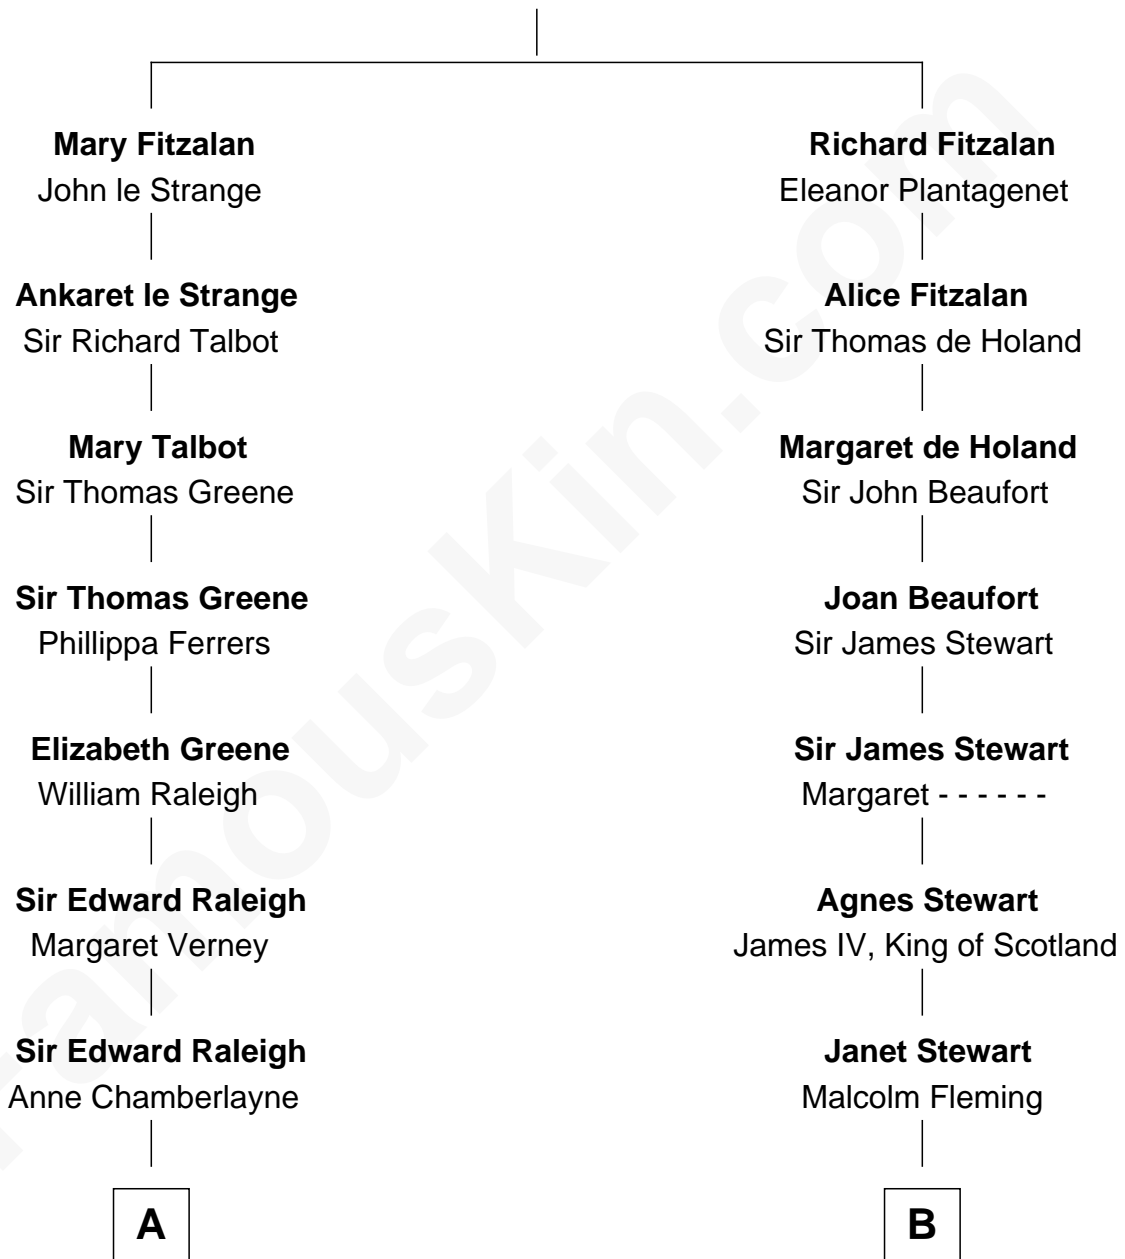 Mary Fitzalan
John le Strange
Ankaret le Strange
Sir Richard Talbot
Mary Talbot
Sir Thomas Greene
Sir Thomas Greene
Phillippa Ferrers
Elizabeth Greene
William Raleigh
Sir Edward Raleigh
Margaret Verney
Sir Edward Raleigh
Anne Chamberlayne
A
Richard Fitzalan
Eleanor Plantagenet
Alice Fitzalan
Sir Thomas de Holand
Margaret de Holand
Sir John Beaufort
Joan Beaufort
Sir James Stewart
Sir James Stewart
Margaret - - - - - -
Agnes Stewart
James IV, King of Scotland
Janet Stewart
Malcolm Fleming
B
FamousKin.com